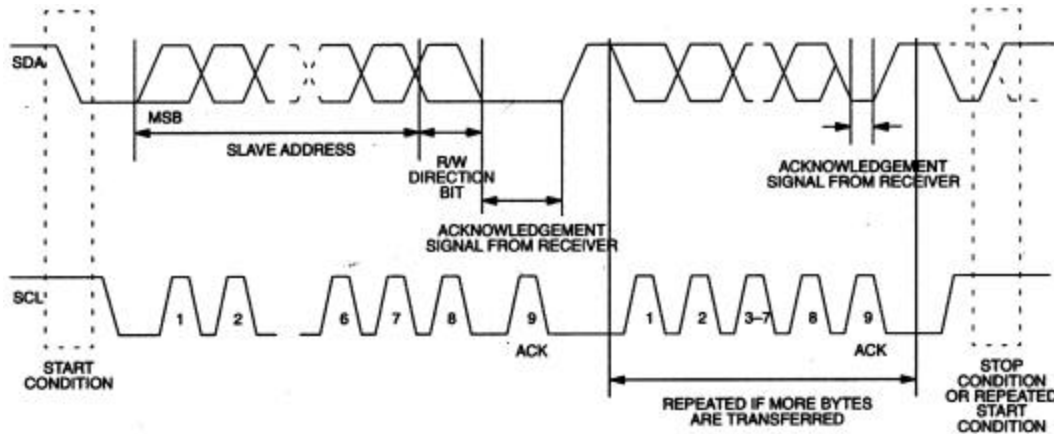 SDA
MSB
SLAVE ADDRESS
R/W
DIRECTION
BIT
ACKNOWLEDGEMENT
SIGNAL FROM RECEIVER
ACKNOWLEDGEMENT
SIGNAL FROM RECEIVER
SCL
1 2 6 7 8 9 1 2 3–7 8 9
ACK ACK
START
CONDITION
REPEATED IF MORE BYTES
ARE TRANSFERRED
STOP
CONDITION
OR REPEATED
START
CONDITION